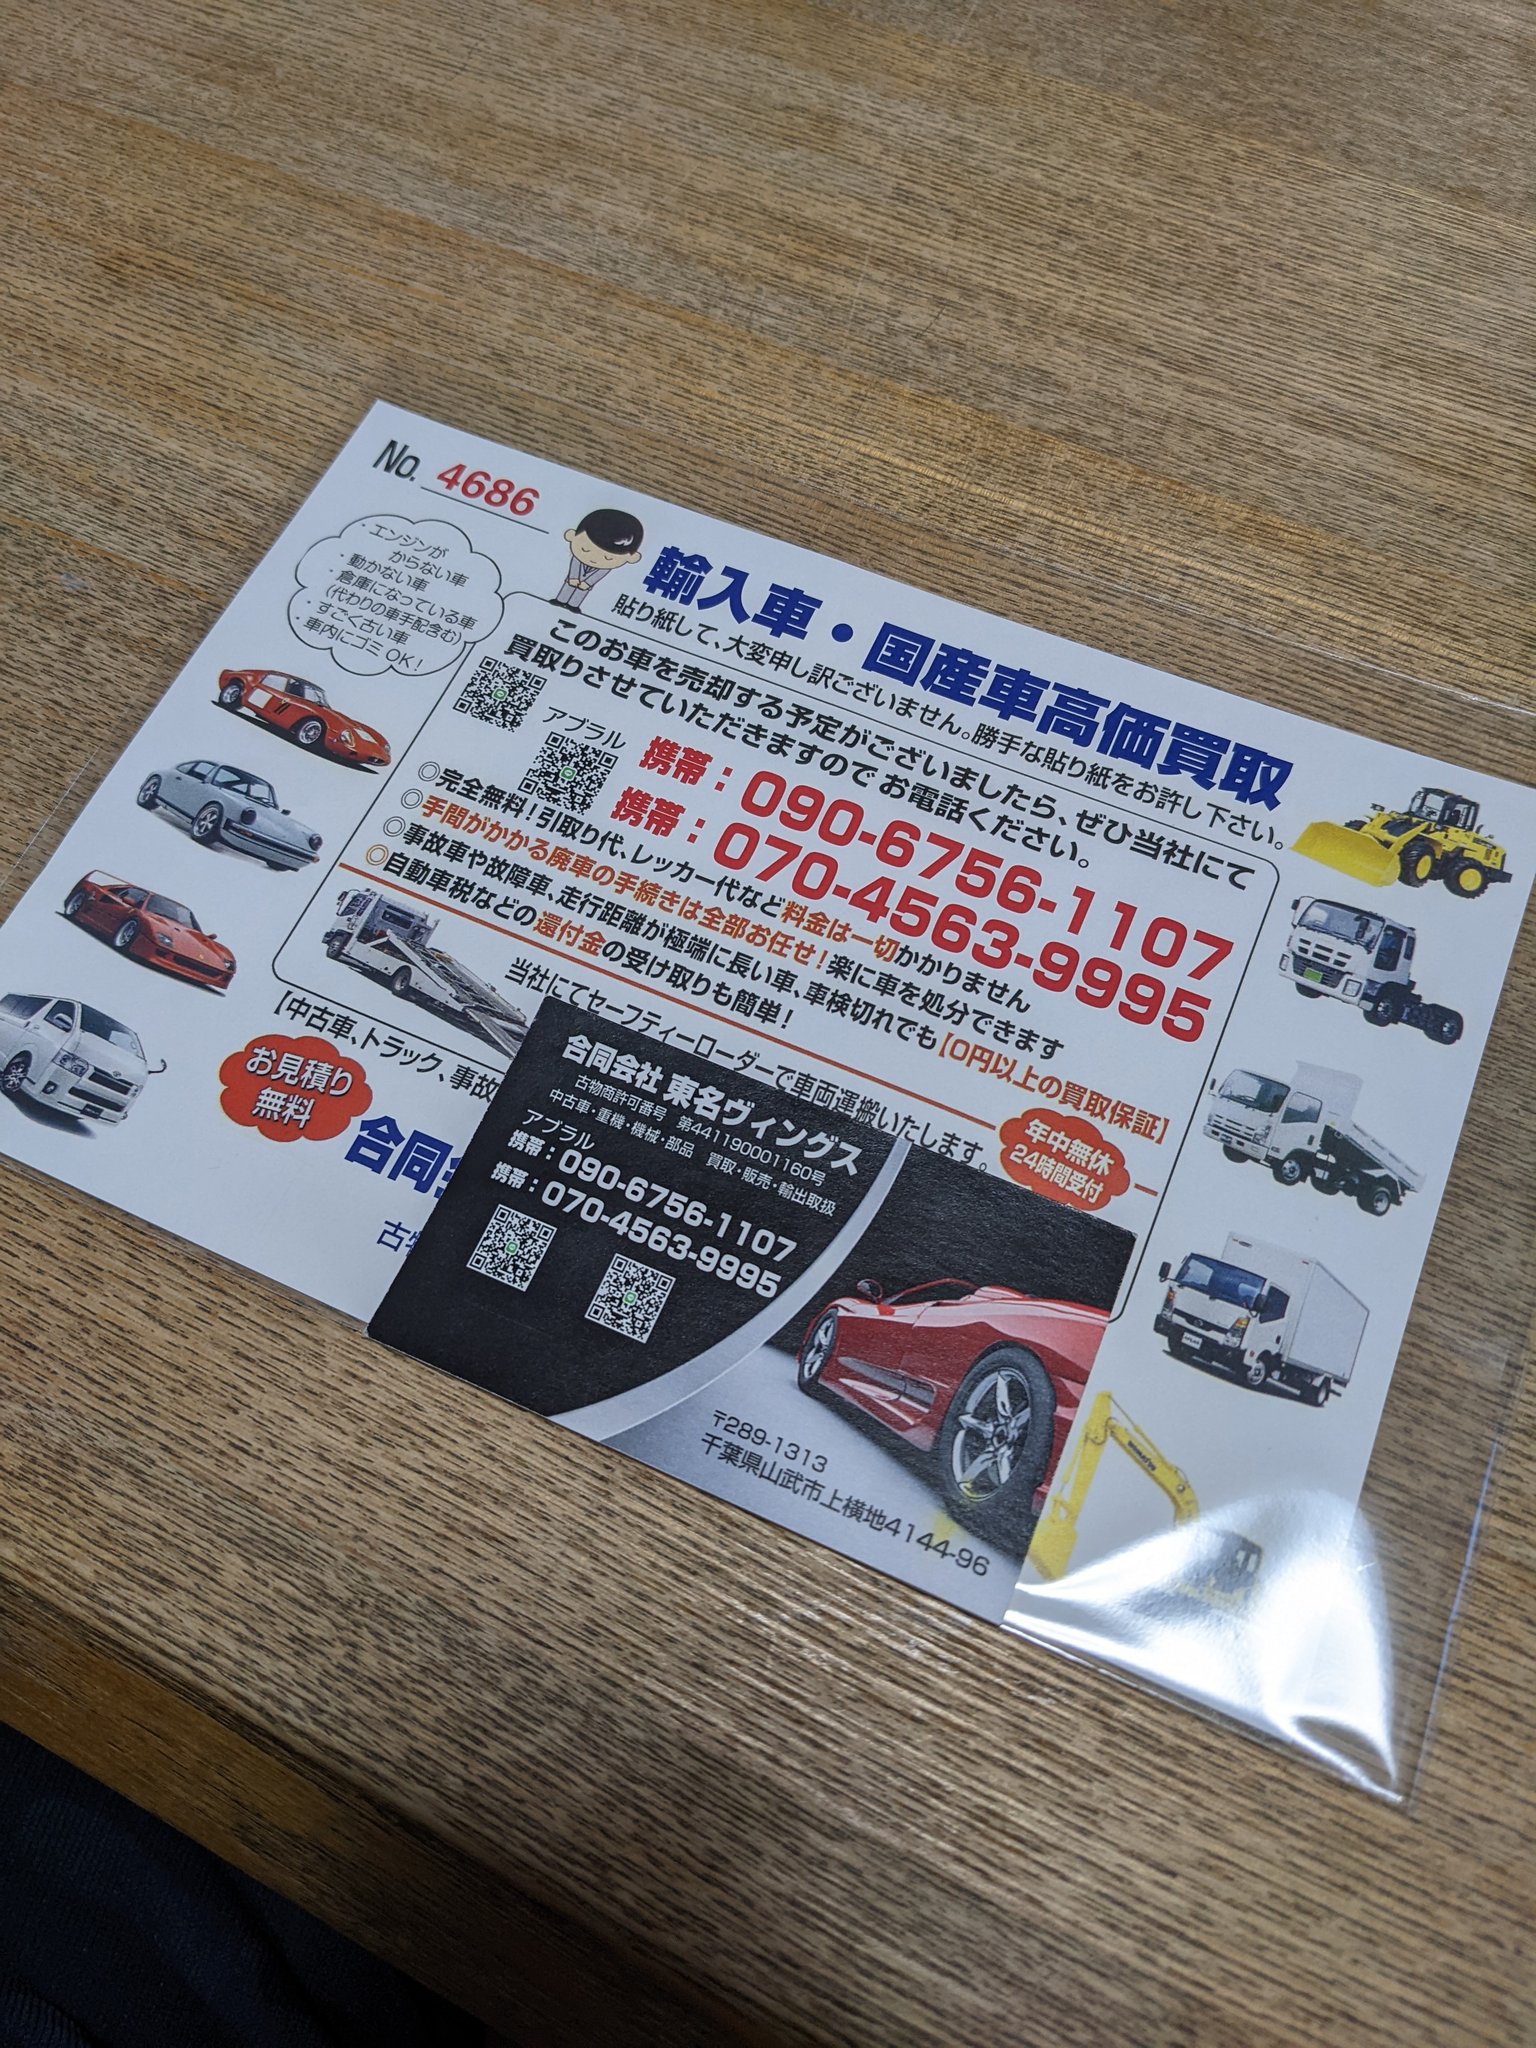 No. 4686
・エンジンが
からない車
・動かない車
・倉庫になっている車
(代わりの車手配含む)
・すごく古い車
・車内にゴミOK!
輸入車・国産車高価買取
貼り紙して、大変申し訳ございません。勝手な貼り紙をお許し下さい。
このお車を売却する予定がございましたら、ぜひ当社にて
買取りさせていただきますのでお電話ください。
アブラル
携帯:090-6756-1107
携帯:070-4563-9995
◎完全無料!引取り代、レッカー代など料金は一切かかりません
◎手間がかかる廃車の手続きは全部お任せ!楽に車を処分できます
◎事故車や故障車、走行距離が極端に長い車、車検切れでも【0円以上の買取保証】
◎自動車税などの還付金の受け取りも簡単!
当社にてセーフティーローダーで車両運搬いたします。
年中無休
24時間受付
【中古車、トラック、事故
お見積り
無料
合同
古物
合同会社 東名ヴィングス
古物商許可番号 第441190001160号
中古車・重機・機械・部品 買取・販売・輸出取扱
アブラル
携帯:090-6756-1107
携帯:070-4563-9995
〒289-1313
千葉県山武市上横地4144-96